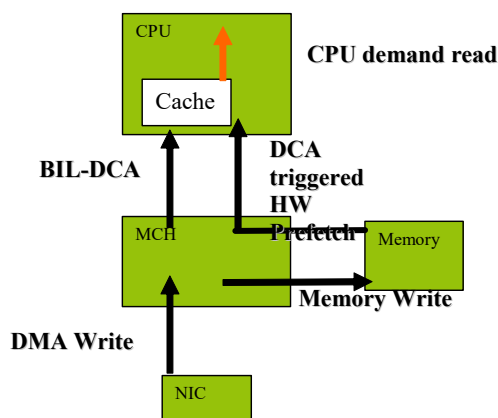 CPU
CPU demand read
Cache
BIL-DCA
DCA
triggered
HW
Prefetch
MCH
Memory
Memory Write
DMA Write
NIC